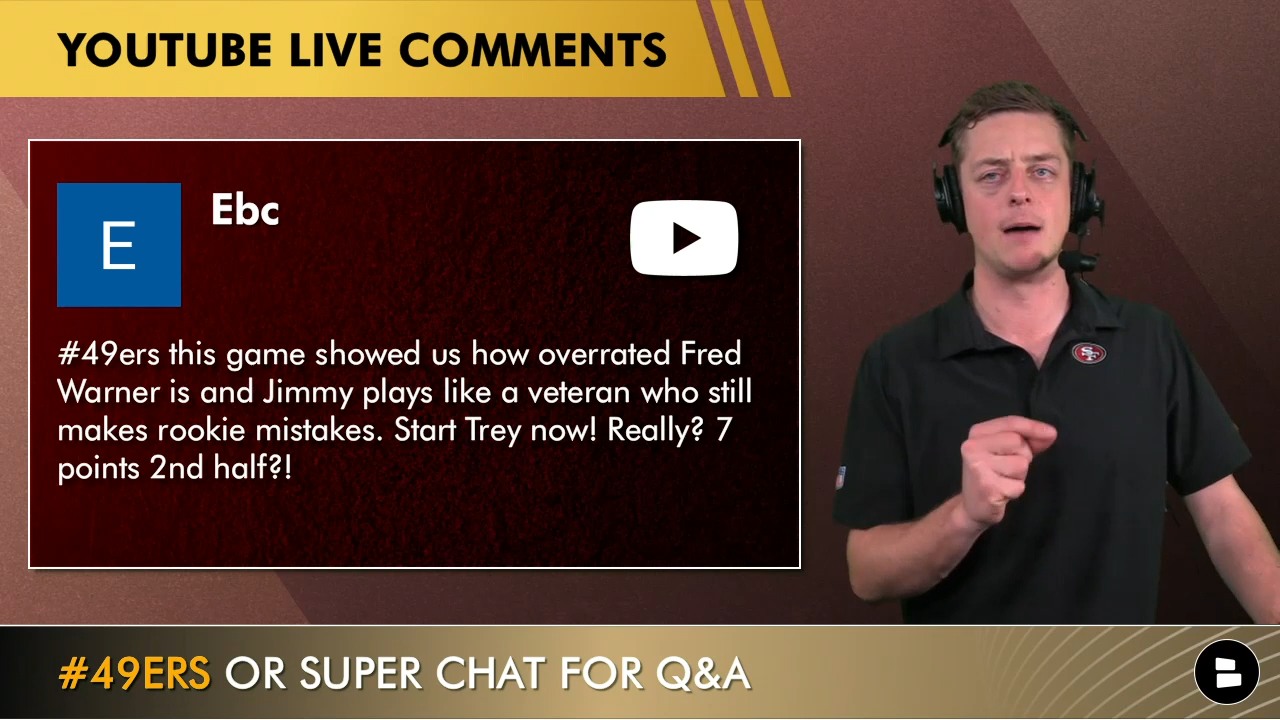 YOUTUBE LIVE COMMENTS
E
Ebc
#49ers this game showed us how overrated Fred
Warner is and Jimmy plays like a veteran who still
makes rookie mistakes. Start Trey now! Really? 7
points 2nd half?!
SF
#49ERS OR SUPER CHAT FOR Q&A